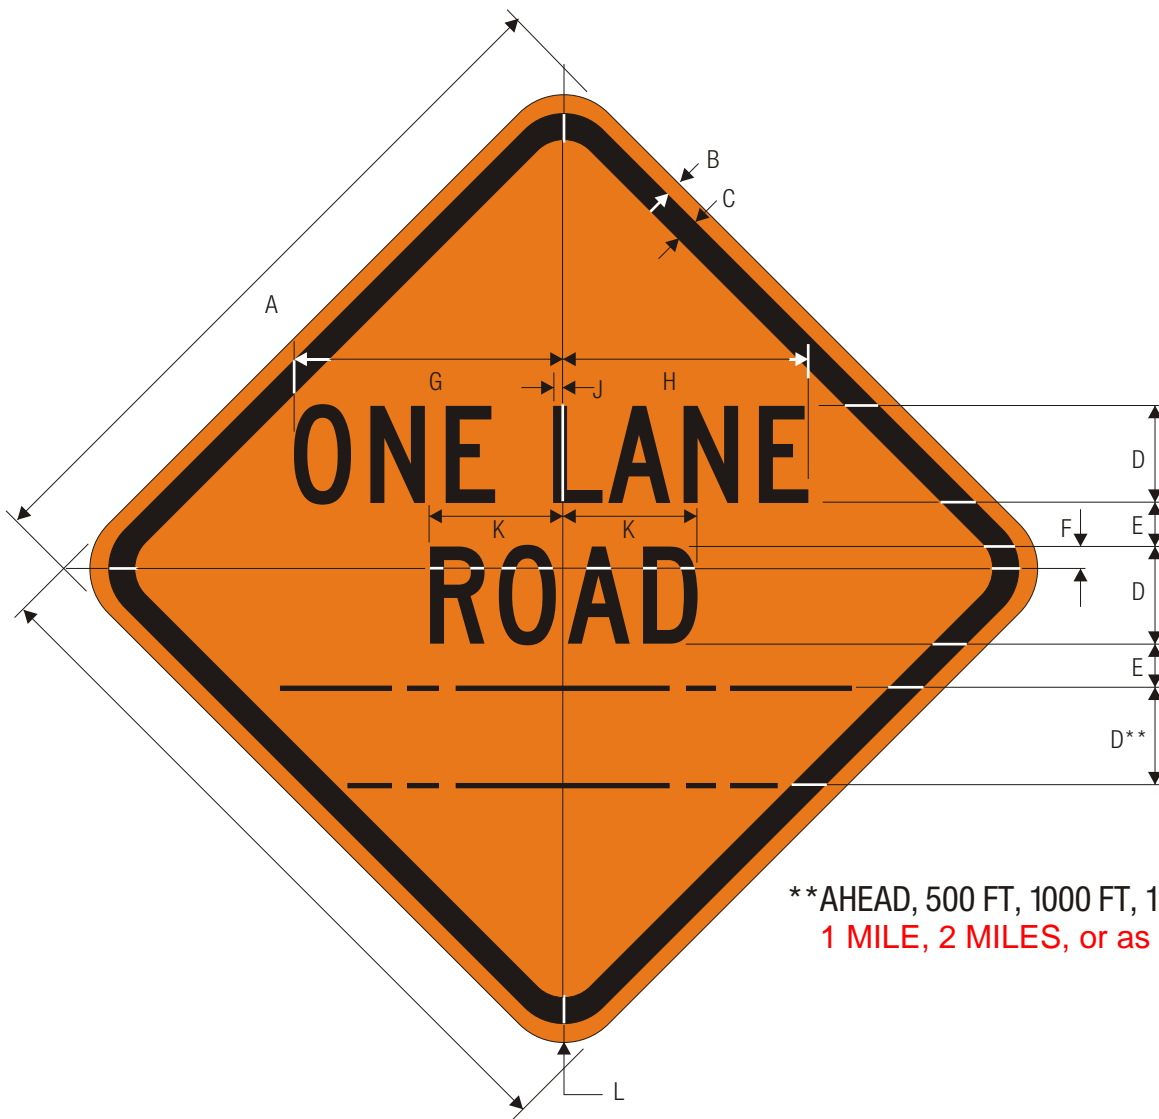 B
C
A
G
J
H
ONE LANE
D
E
K
K
F
ROAD
D
E
D**
**AHEAD, 500 FT, 1000 FT, 1
1 MILE, 2 MILES, or as
L